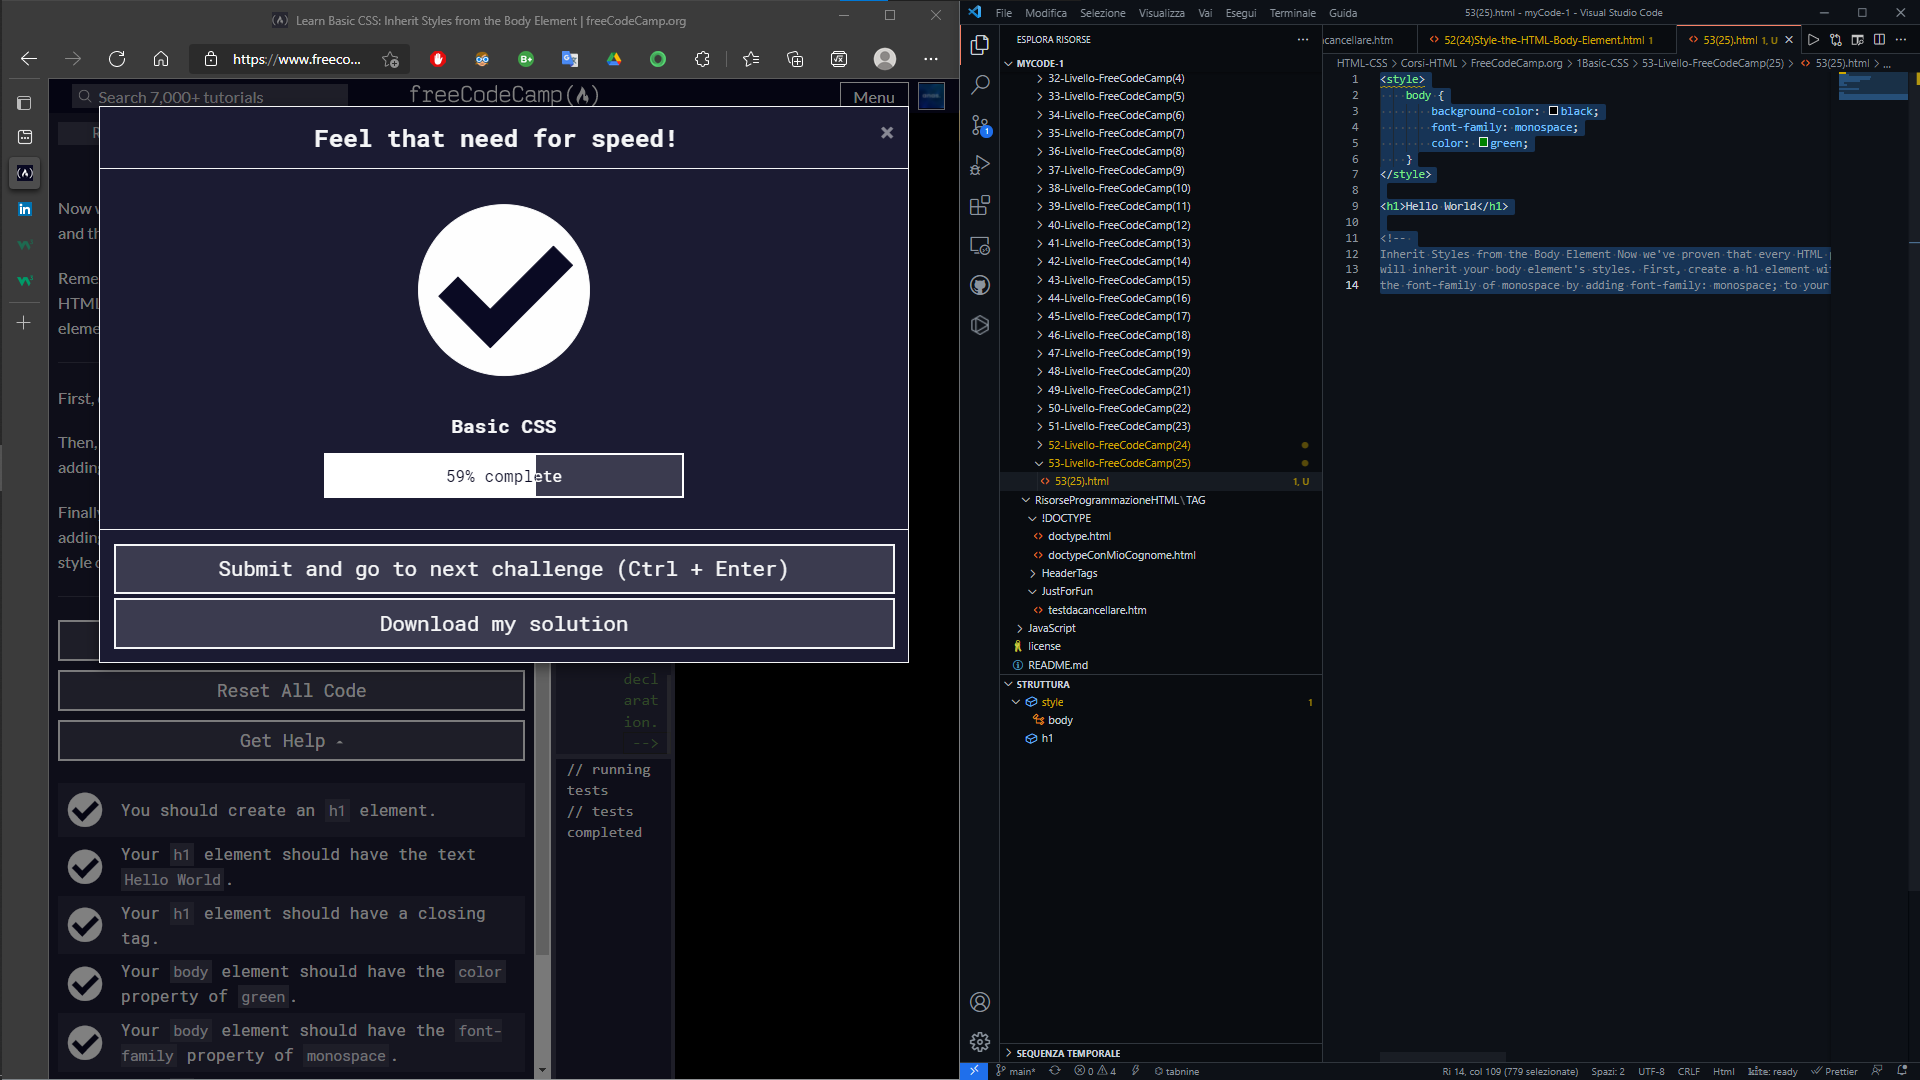 Learn Basic CSS: Inherit Styles from the Body Element | freeCodeCamp.org
https://www.freeco...
Search 7,000+ tutorials
freeCodeCamp
Menu
Feel that need for speed!
Basic CSS
59% complete
Submit and go to next challenge (Ctrl + Enter)
Download my solution
Now
and th
Reme
HTML
eleme
First,
Then,
adding
Finally
adding
style
Reset All Code
Get Help
You should create an h1 element.
Your h1 element should have the text
Hello World.
Your h1 element should have a closing
tag.
Your body element should have the color
property of green.
Your body element should have the font-
family property of monospace.
decl
arat
ion.
-->
// running
tests
// tests
completed
File Modifica Selezione Visualizza Vai Esegui Terminale Guida
53(25).html - myCode-1 - Visual Studio Code
ESPLORA RISORSE
MYCODE-1
32-Livello-FreeCodeCamp(4)
33-Livello-FreeCodeCamp(5)
34-Livello-FreeCodeCamp(6)
35-Livello-FreeCodeCamp(7)
36-Livello-FreeCodeCamp(8)
37-Livello-FreeCodeCamp(9)
38-Livello-FreeCodeCamp(10)
39-Livello-FreeCodeCamp(11)
40-Livello-FreeCodeCamp(12)
41-Livello-FreeCodeCamp(13)
42-Livello-FreeCodeCamp(14)
43-Livello-FreeCodeCamp(15)
44-Livello-FreeCodeCamp(16)
45-Livello-FreeCodeCamp(17)
46-Livello-FreeCodeCamp(18)
47-Livello-FreeCodeCamp(19)
48-Livello-FreeCodeCamp(20)
49-Livello-FreeCodeCamp(21)
50-Livello-FreeCodeCamp(22)
51-Livello-FreeCodeCamp(23)
52-Livello-FreeCodeCamp(24)
53-Livello-FreeCodeCamp(25)
53(25).html 1, U
RisorseProgrammazioneHTML\TAG
!DOCTYPE
doctype.html
doctypeConMioCognome.html
HeaderTags
JustForFun
testdacancellare.htm
JavaScript
license
README.md
STRUTTURA
style 1
body
h1
SEQUENZA TEMPORALE
cancellare.htm
52(24)Style-the-HTML-Body-Element.html 1
53(25).html 1, U
HTML-CSS > Corsi-HTML > FreeCodeCamp.org > 1Basic-CSS > 53-Livello-FreeCodeCamp(25) > 53(25).html > ...
1 <style>
2 body {
3 background-color: black;
4 font-family: monospace;
5 color: green;
6 }
7 </style>
8
9 <h1>Hello World</h1>
10
11 <!--
12 Inherit Styles from the Body Element Now we've proven that every HTML
13 will inherit your body element's styles. First, create a h1 element wi
14 the font-family of monospace by adding font-family: monospace; to your
main* 0 4 tabnine
Ri 14, col 109 (779 selezionate) Spazi: 2 UTF-8 CRLF Html kite: ready Prettier